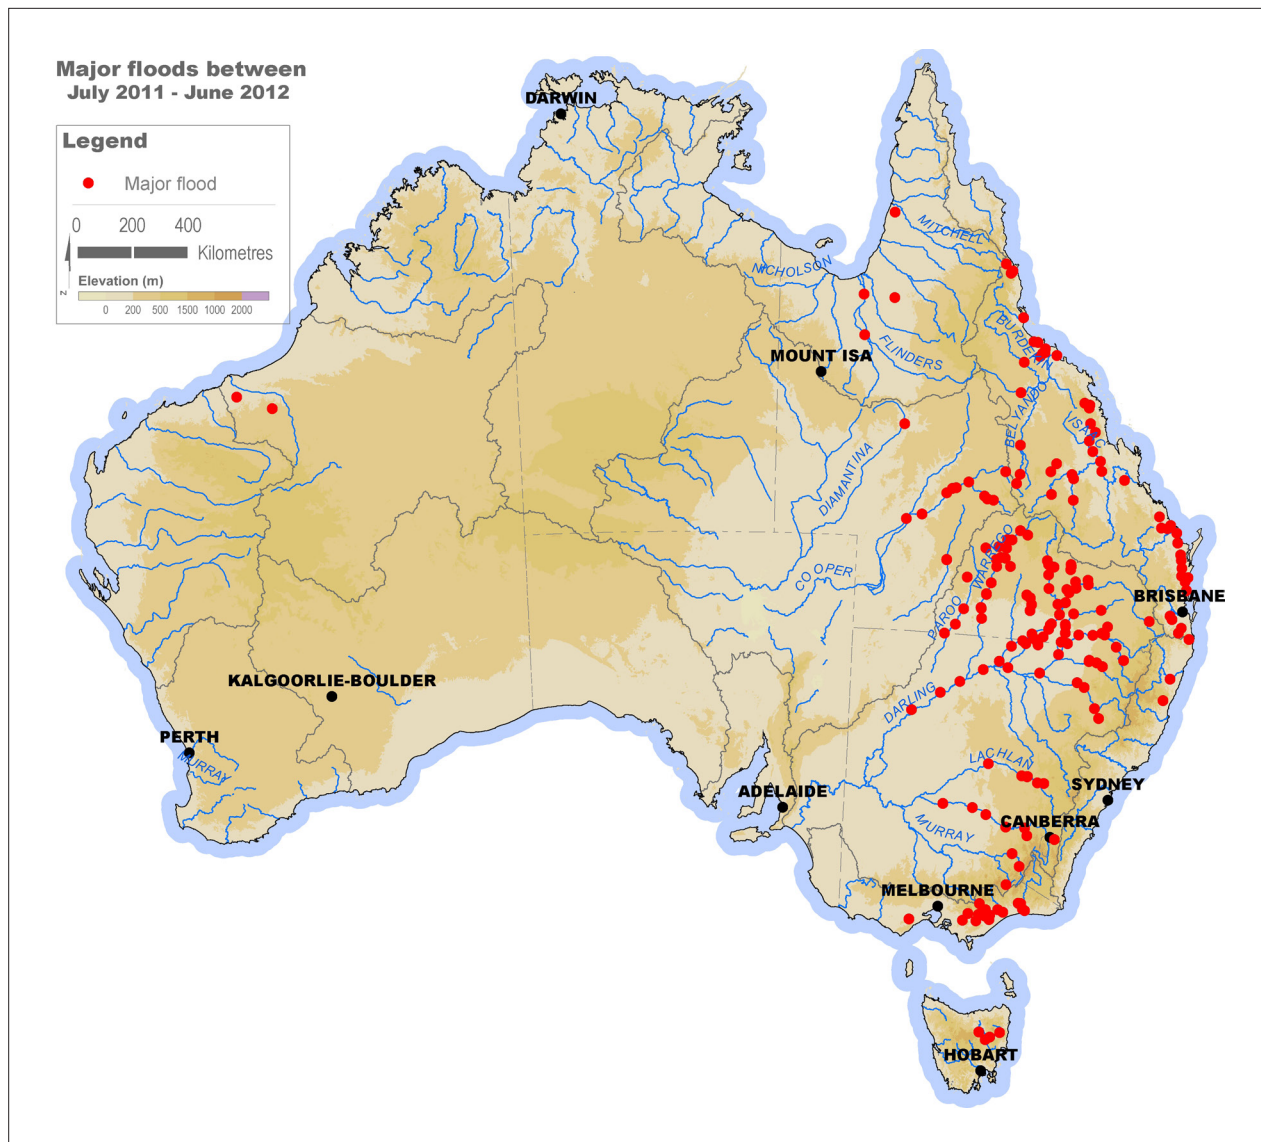 Major floods between
July 2011 - June 2012
Legend
Major flood
0 200 400
Kilometres
N
Elevation (m)
0 200 500 1500 1000 2000
DARWIN
MITCHELL
NICHOLSON
BURDEKIN
FLINDERS
MOUNT ISA
BELYANDO
ISAAC
DIAMANTINA
WARREGO
COOPER
PAROO
BRISBANE
KALGOORLIE-BOULDER
DARLING
PERTH
MURRAY
LACHLAN
ADELAIDE
SYDNEY
CANBERRA
MURRAY
MELBOURNE
HOBART